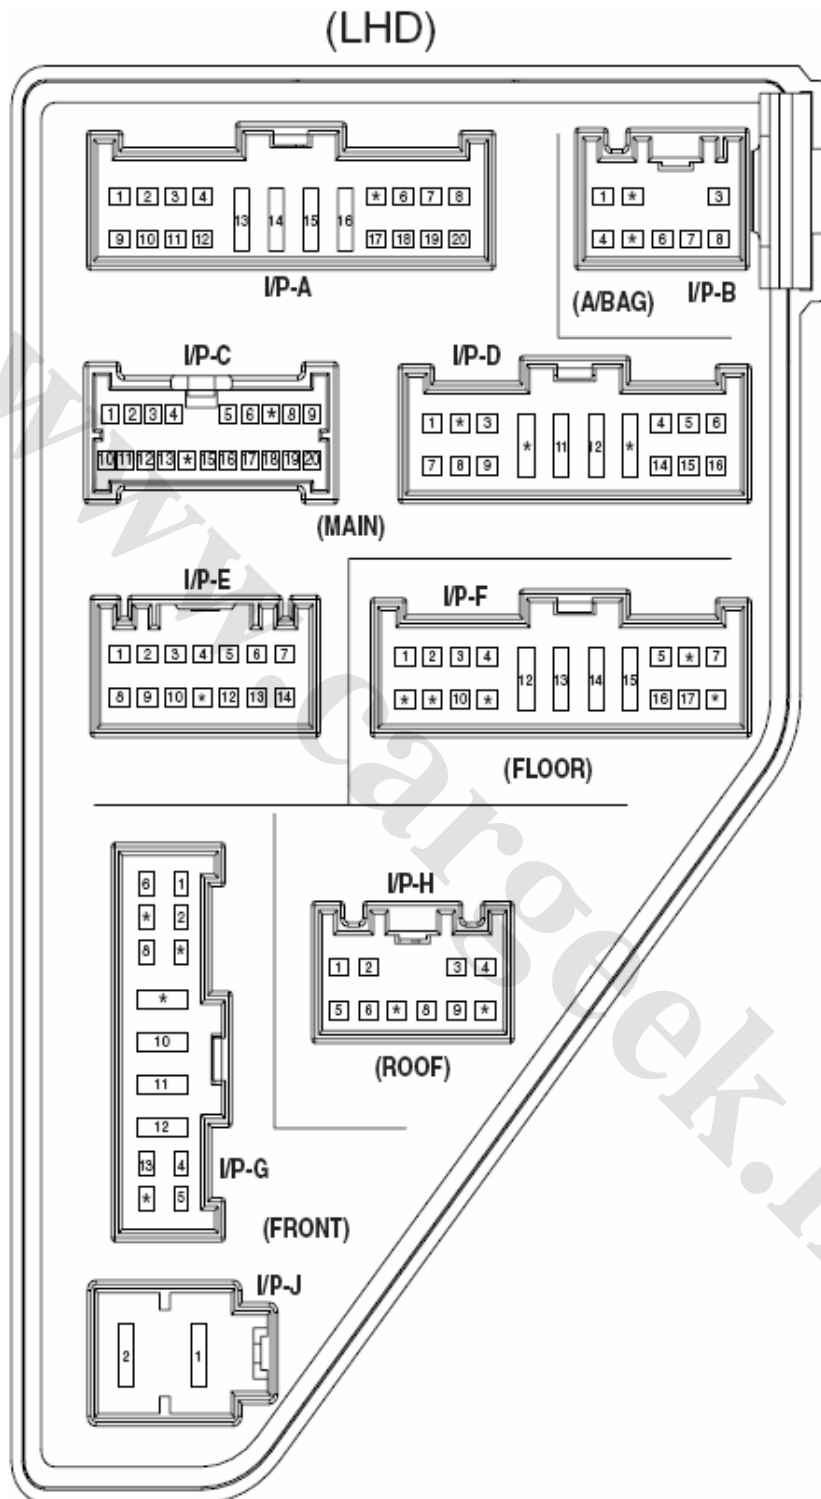 (LHD)
1 2 3 4 13 14 15 16 * 6 7 8
9 10 11 12 17 18 19 20
I/P-A
1 * 3
4 * 6 7 8
(A/BAG) I/P-B
I/P-C
1 2 3 4 5 6 * 8 9
10 11 12 13 * 15 16 17 18 19 20
I/P-D
1 * 3 * 11 12 * 4 5 6
7 8 9 14 15 16
(MAIN)
I/P-E
1 2 3 4 5 6 7
8 9 10 * 12 13 14
I/P-F
1 2 3 4 12 13 14 15 5 * 7
* * 10 * 16 17 *
(FLOOR)
6 1
* 2
8 *
*
10
11
12
13 4
* 5
I/P-G
(FRONT)
I/P-H
1 2 3 4
5 6 * 8 9 *
(ROOF)
I/P-J
2 1